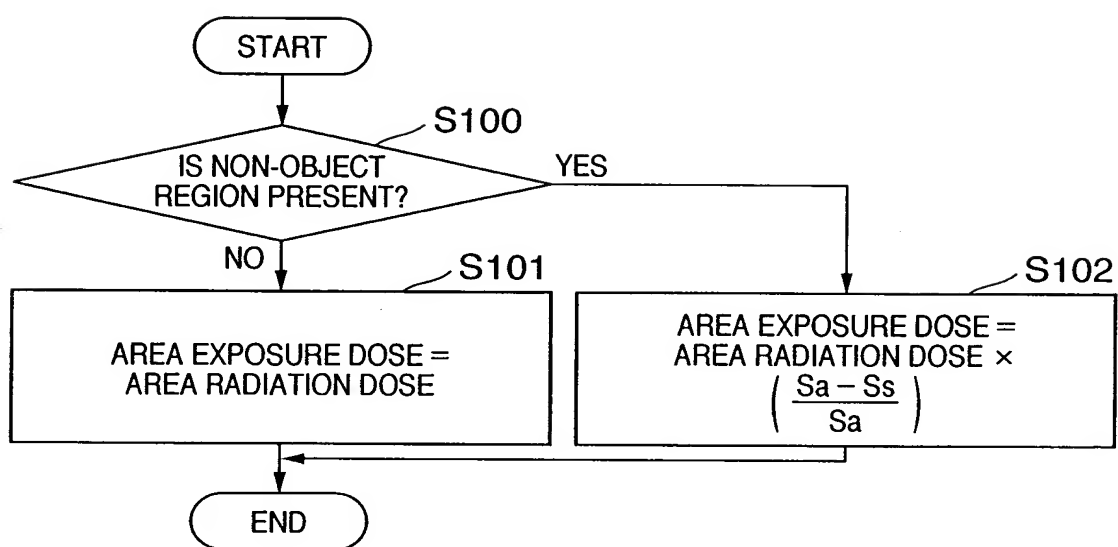 START
S100
IS NON-OBJECT
REGION PRESENT?
YES
NO
S101
AREA EXPOSURE DOSE =
AREA RADIATION DOSE
S102
AREA EXPOSURE DOSE =
AREA RADIATION DOSE ×
( Sa – Ss
Sa )
END